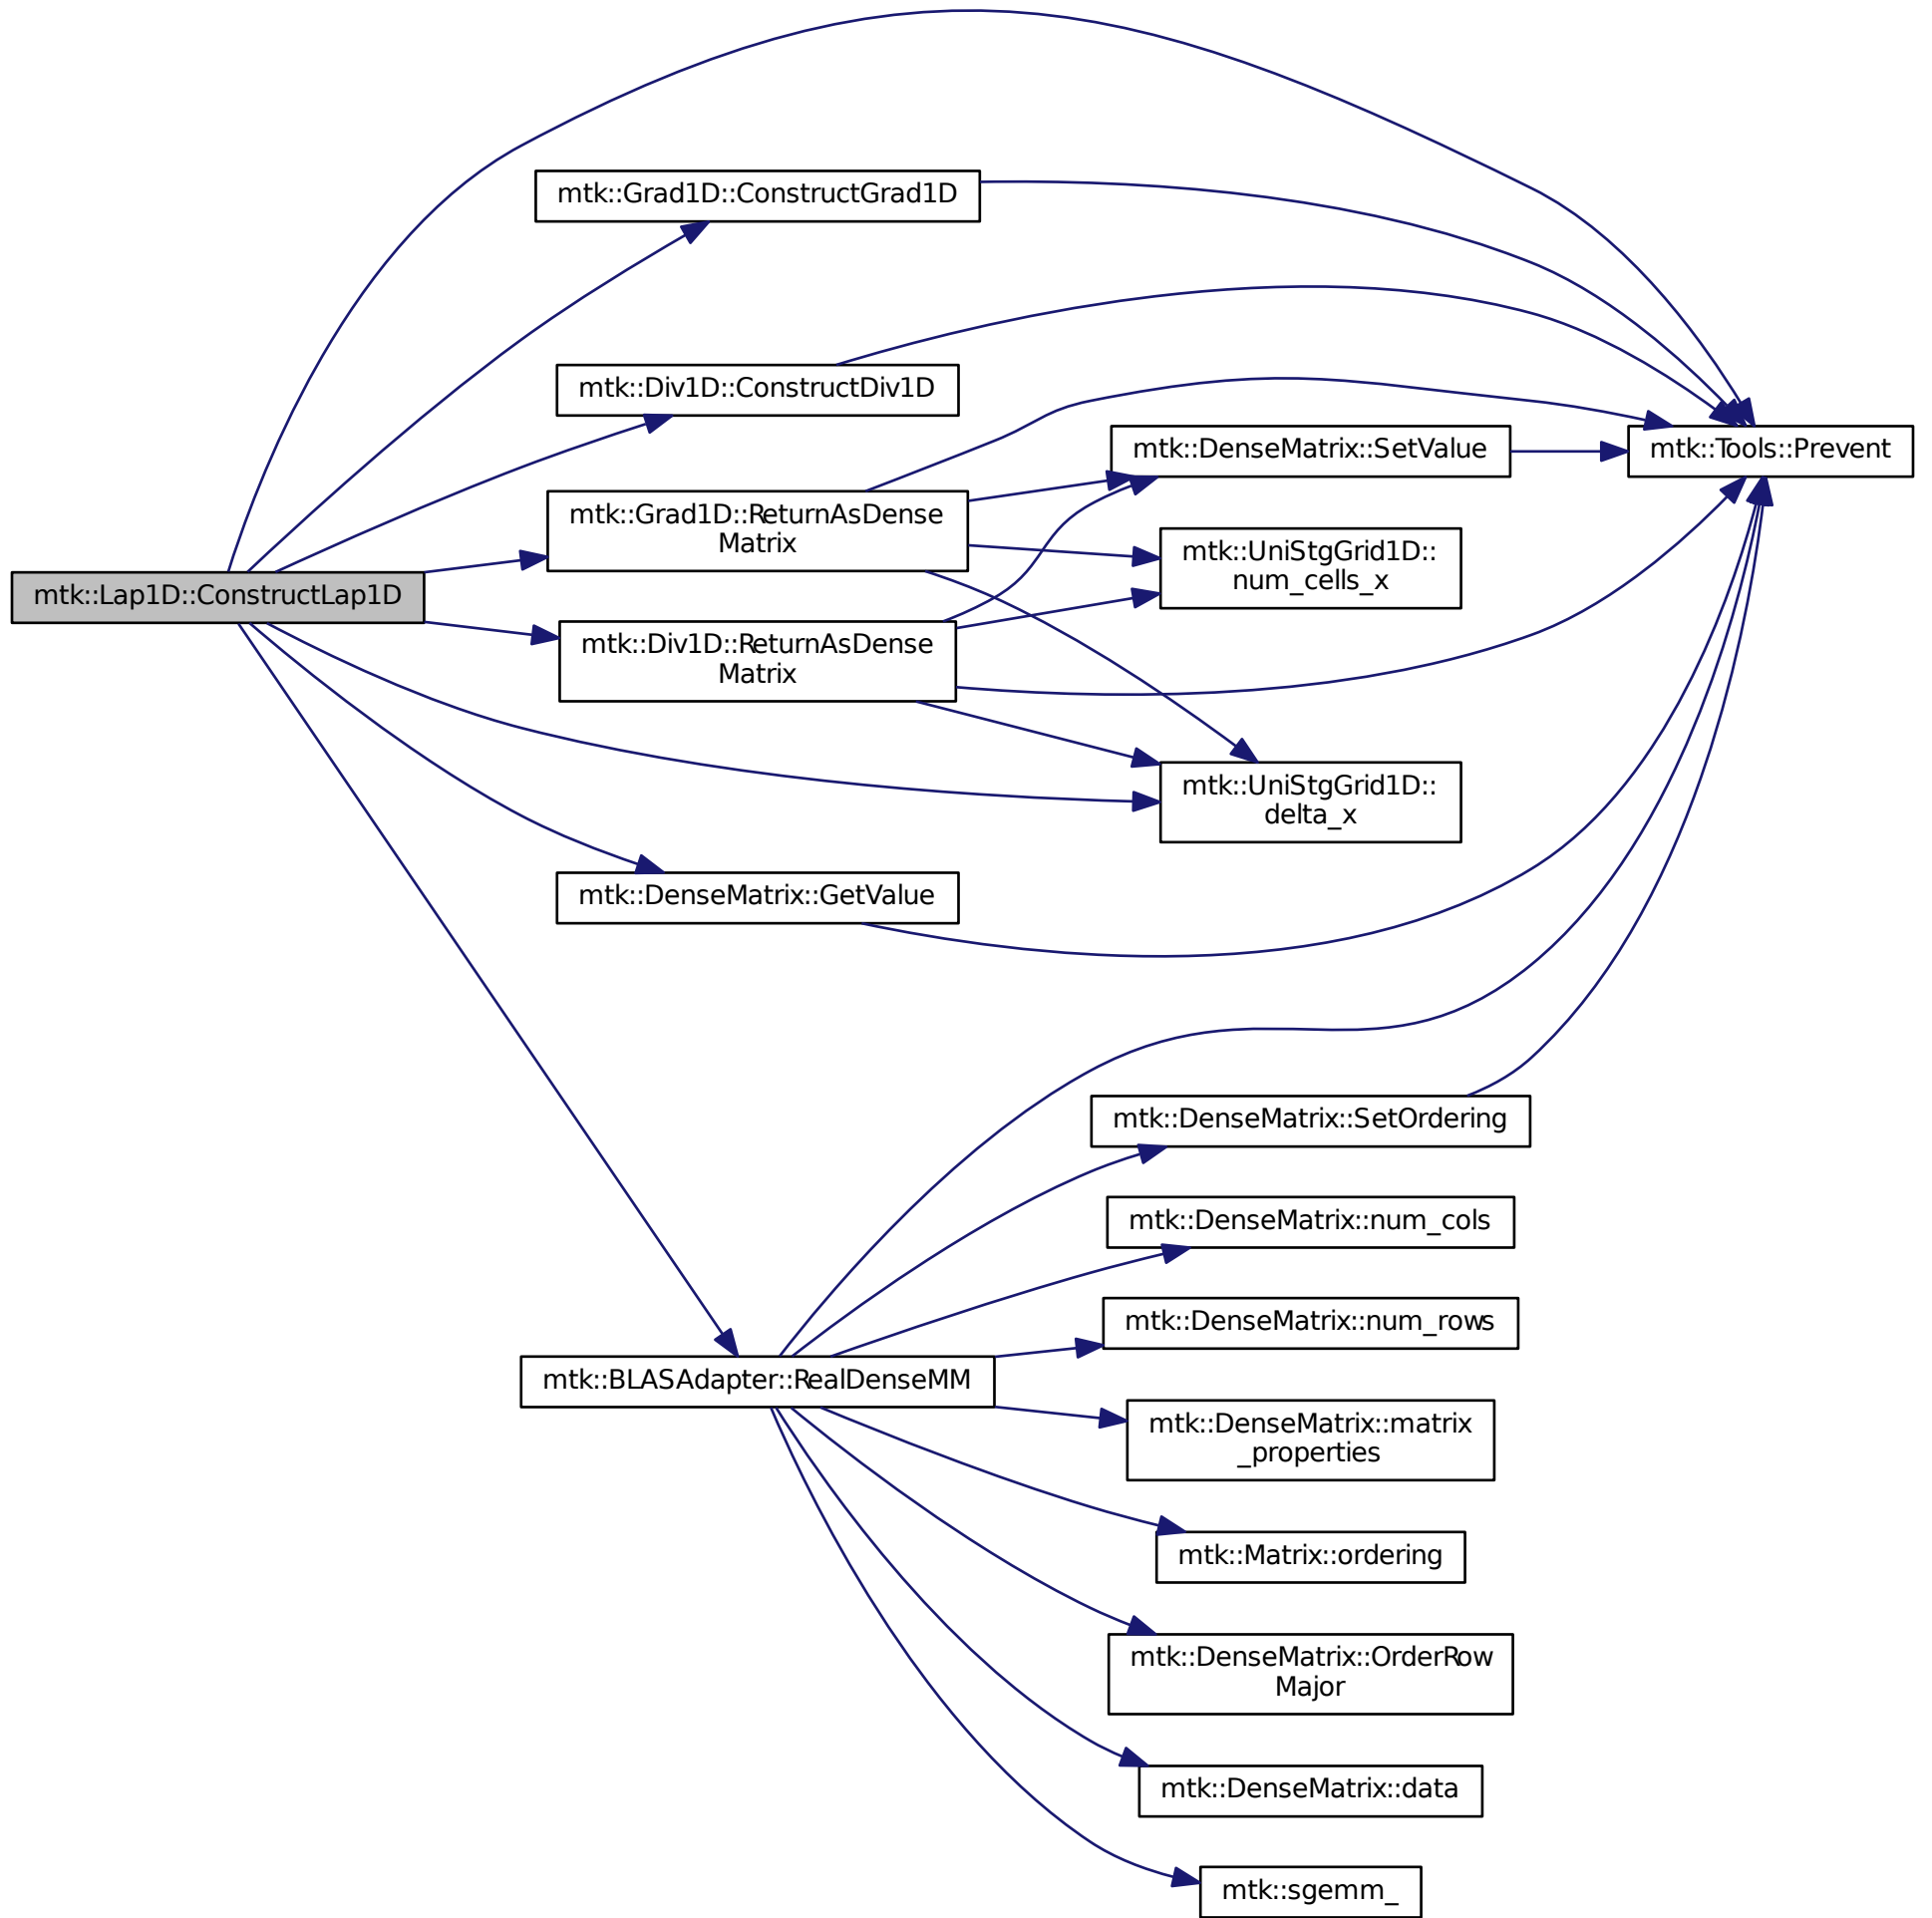 mtk::Grad1D::ConstructGrad1D
mtk::Div1D::ConstructDiv1D
mtk::DenseMatrix::SetValue
mtk::Tools::Prevent
mtk::Grad1D::ReturnAsDense
Matrix
mtk::UniStgGrid1D::
num_cells_x
mtk::Lap1D::ConstructLap1D
mtk::Div1D::ReturnAsDense
Matrix
mtk::UniStgGrid1D::
delta_x
mtk::DenseMatrix::GetValue
mtk::DenseMatrix::SetOrdering
mtk::DenseMatrix::num_cols
mtk::DenseMatrix::num_rows
mtk::BLASAdapter::RealDenseMM
mtk::DenseMatrix::matrix
_properties
mtk::Matrix::ordering
mtk::DenseMatrix::OrderRow
Major
mtk::DenseMatrix::data
mtk::sgemm_